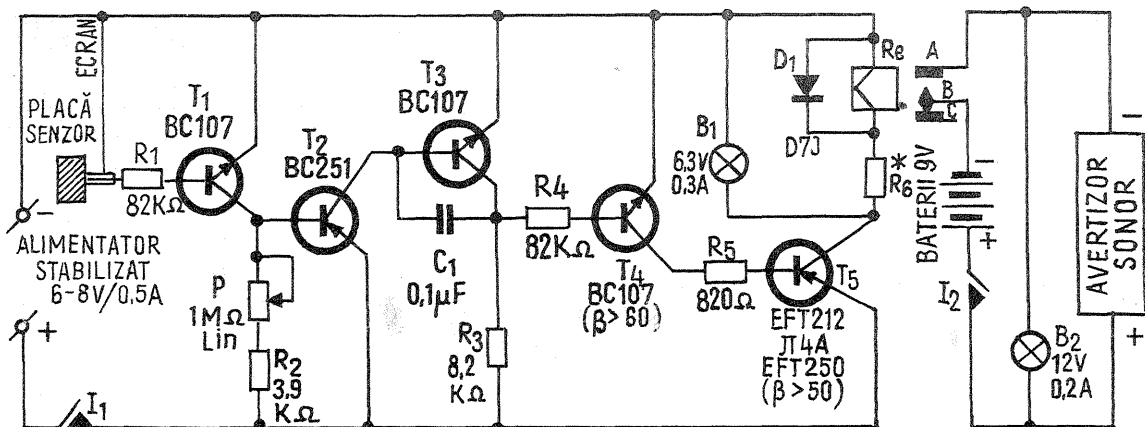 ECRAN
PLACĂ
SENZOR
R1
82KΩ
T1
BC107
T2
BC251
T3
BC107
C1
0,1µF
R4
82KΩ
T4
BC107
(β>60)
R5
820Ω
T5
EFT212
π4A
EFT250
(β>50)
B1
6,3V
0,3A
D1
D7J
Re
*
R6
A
B
C
BATERII 9V
-
+
I2
B2
12V
0,2A
-
AVERTIZOR
SONOR
+
-
ALIMENTATOR
STABILIZAT
6-8V/0,5A
+
I1
P
1MΩ
Lin
R2
3,9
KΩ
R3
8,2
KΩ